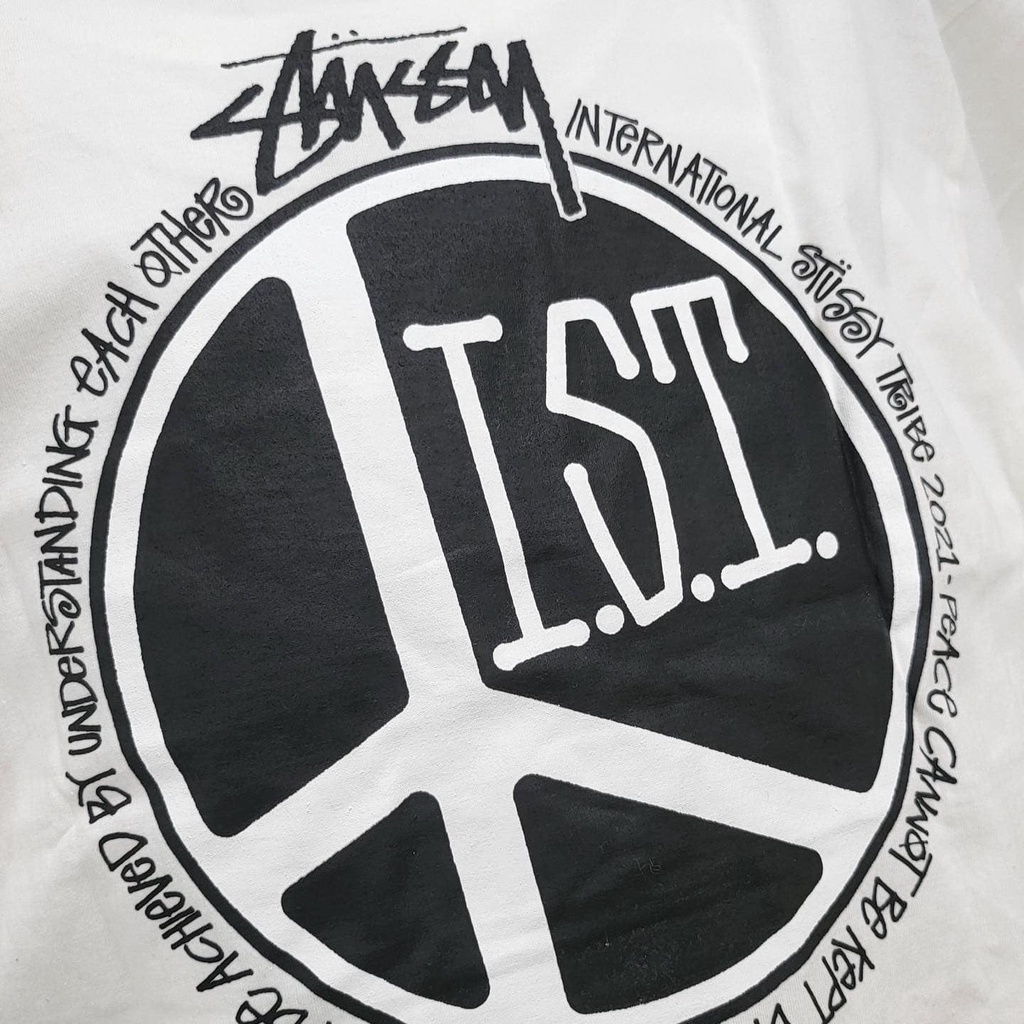 Stüssy
INTERNATIONAL STÜSSY TRIBE 2021 - PEACE CANNOT BE KEPT
BE ACHIEVED BY UNDERSTANDING EACH OTHER
I.S.T.